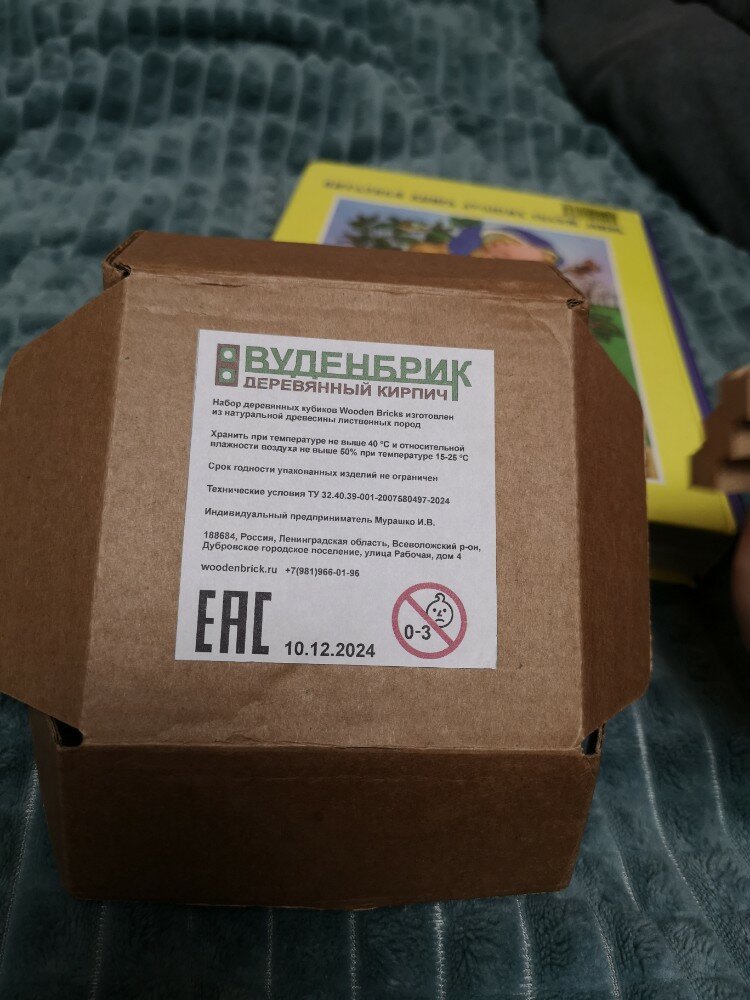 ВУДЕНБРИК
ДЕРЕВЯННЫЙ КИРПИЧ
Набор деревянных кубиков Wooden Bricks изготовлен
из натуральной древесины лиственных пород
Хранить при температуре не выше 40 °C и относительной
влажности воздуха не выше 50% при температуре 15-25 °C
Срок годности упакованных изделий не ограничен
Технические условия ТУ 32.40.39-001-2007580497-2024
Индивидуальный предприниматель Мурашко И.В.
188684, Россия, Ленинградская область, Всеволожский р-он,
Дубровское городское поселение, улица Рабочая, дом 4
woodenbrick.ru +7(981)966-01-96
EAC 10.12.2024
0-3